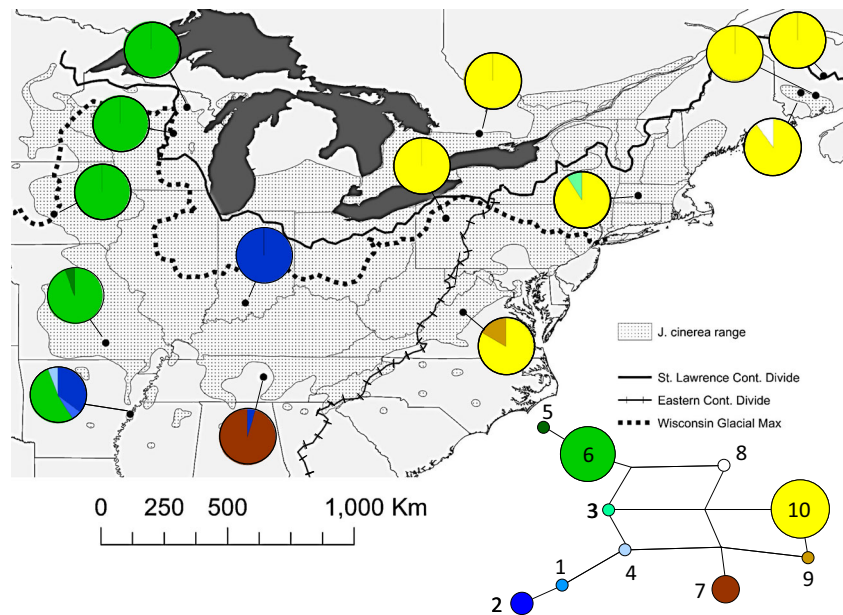 J. cinerea range
St. Lawrence Cont. Divide
Eastern Cont. Divide
Wisconsin Glacial Max
5
6
8
3
10
1
4
9
7
2
0 250 500 1,000 Km